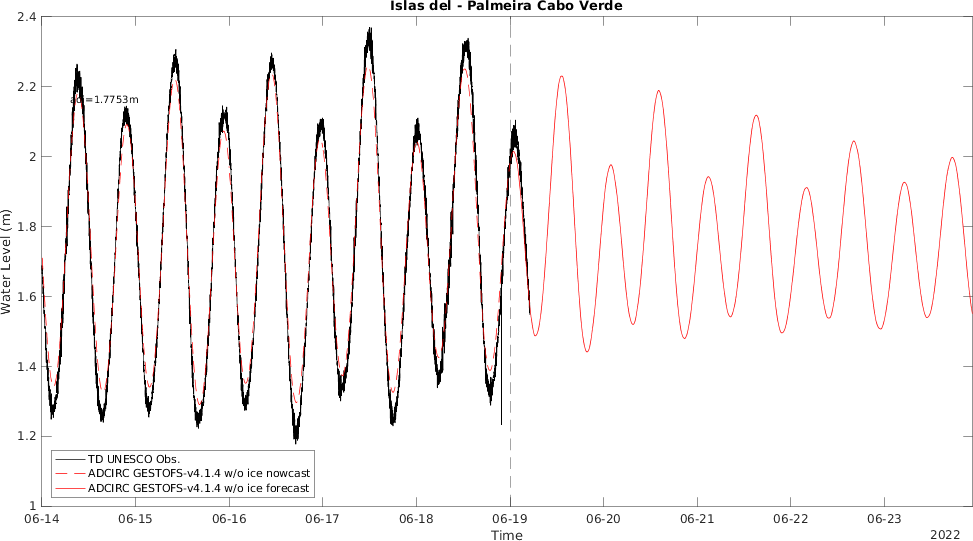 Islas del - Palmeira Cabo Verde
2.4
2.2
2
1.8
1.6
1.4
1.2
1
Water Level (m)
=1.7753m
TD UNESCO Obs.
ADCIRC GESTOFS-v4.1.4 w/o ice nowcast
ADCIRC GESTOFS-v4.1.4 w/o ice forecast
06-14 06-15 06-16 06-17 06-18 06-19 06-20 06-21 06-22 06-23
Time
2022